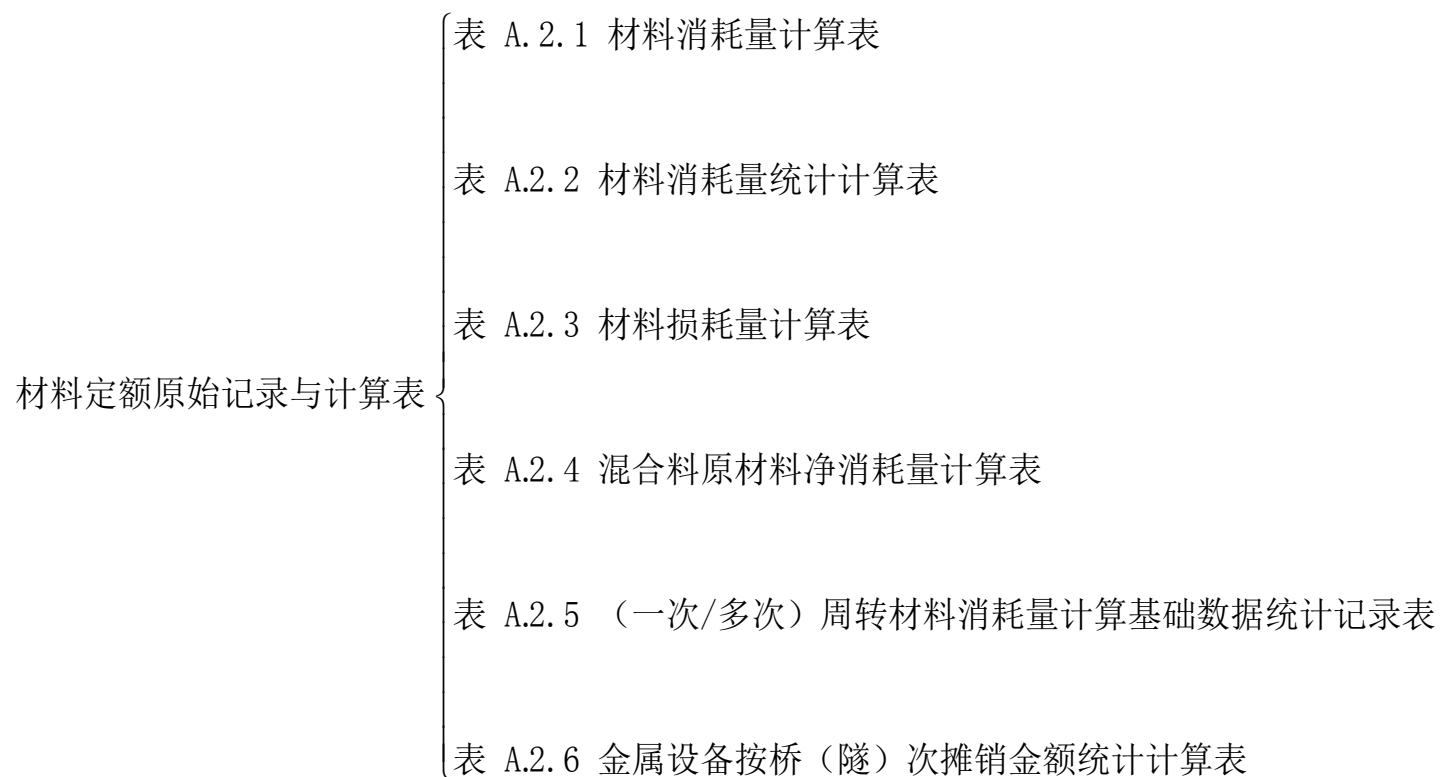 表 A.2.1 材料消耗量计算表
表 A.2.2 材料消耗量统计计算表
表 A.2.3 材料损耗量计算表
材料定额原始记录与计算表
表 A.2.4 混合料原材料净消耗量计算表
表 A.2.5 （一次/多次）周转材料消耗量计算基础数据统计记录表
表 A.2.6 金属设备按桥（隧）次摊销金额统计计算表